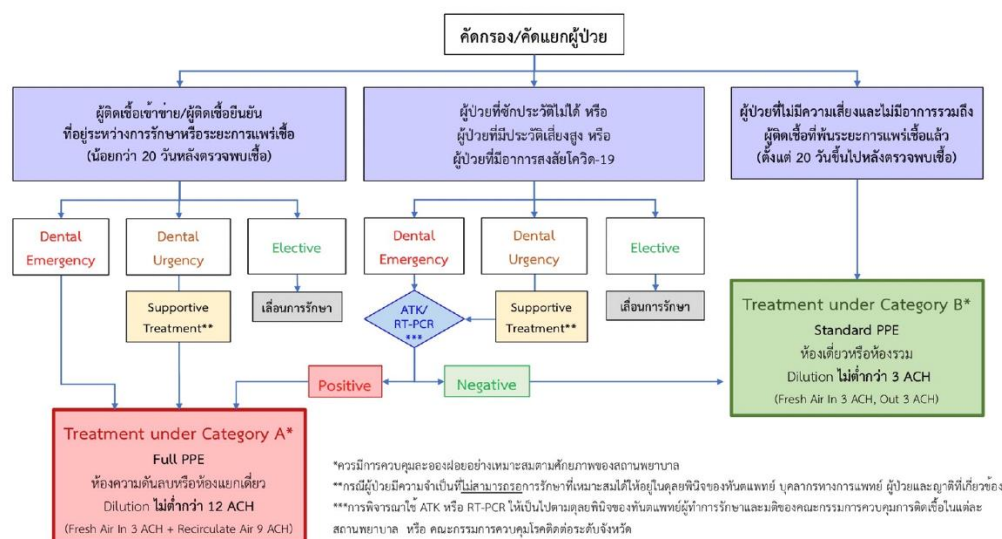 คัดกรอง/คัดแยกผู้ป่วย
ผู้ติดเชื้อเข้าข่าย/ผู้ติดเชื้อยืนยัน
ที่อยู่ระหว่างการรักษาหรือระยะการแพร่เชื้อ
(น้อยกว่า 20 วันหลังตรวจพบเชื้อ)
ผู้ป่วยที่ซักประวัติไม่ได้ หรือ
ผู้ป่วยที่มีประวัติเสี่ยงสูง หรือ
ผู้ป่วยที่มีอาการสงสัยโควิด-19
ผู้ป่วยที่ไม่มีความเสี่ยงและไม่มีอาการรวมถึง
ผู้ติดเชื้อที่พ้นระยะการแพร่เชื้อแล้ว
(ตั้งแต่ 20 วันขึ้นไปหลังตรวจพบเชื้อ)
Dental
Emergency
Dental
Urgency
Elective
Dental
Emergency
Dental
Urgency
Elective
Supportive
Treatment**
เลื่อนการรักษา
ATK/
RT-PCR
***
Supportive
Treatment**
เลื่อนการรักษา
Positive
Negative
Treatment under Category B*
Standard PPE
ห้องเดี่ยวหรือห้องรวม
Dilution ไม่ต่ำกว่า 3 ACH
(Fresh Air In 3 ACH, Out 3 ACH)
Treatment under Category A*
Full PPE
ห้องความดันลบหรือห้องแยกเดี่ยว
Dilution ไม่ต่ำกว่า 12 ACH
(Fresh Air In 3 ACH + Recirculate Air 9 ACH)
*ควรมีการควบคุมละอองฝอยอย่างเหมาะสมตามศักยภาพของสถานพยาบาล
**กรณีผู้ป่วยมีความจำเป็นที่ไม่สามารถรอการรักษาที่เหมาะสมได้ให้อยู่ในดุลยพินิจของทันตแพทย์ บุคลากรทางการแพทย์ ผู้ป่วยและญาติที่เกี่ยวข้อง
***การพิจารณาใช้ ATK หรือ RT-PCR ให้เป็นไปตามดุลยพินิจของทันตแพทย์ผู้ทำการรักษาและมติของคณะกรรมการควบคุมการติดเชื้อในแต่ละ
สถานพยาบาล หรือ คณะกรรมการควบคุมโรคติดต่อระดับจังหวัด